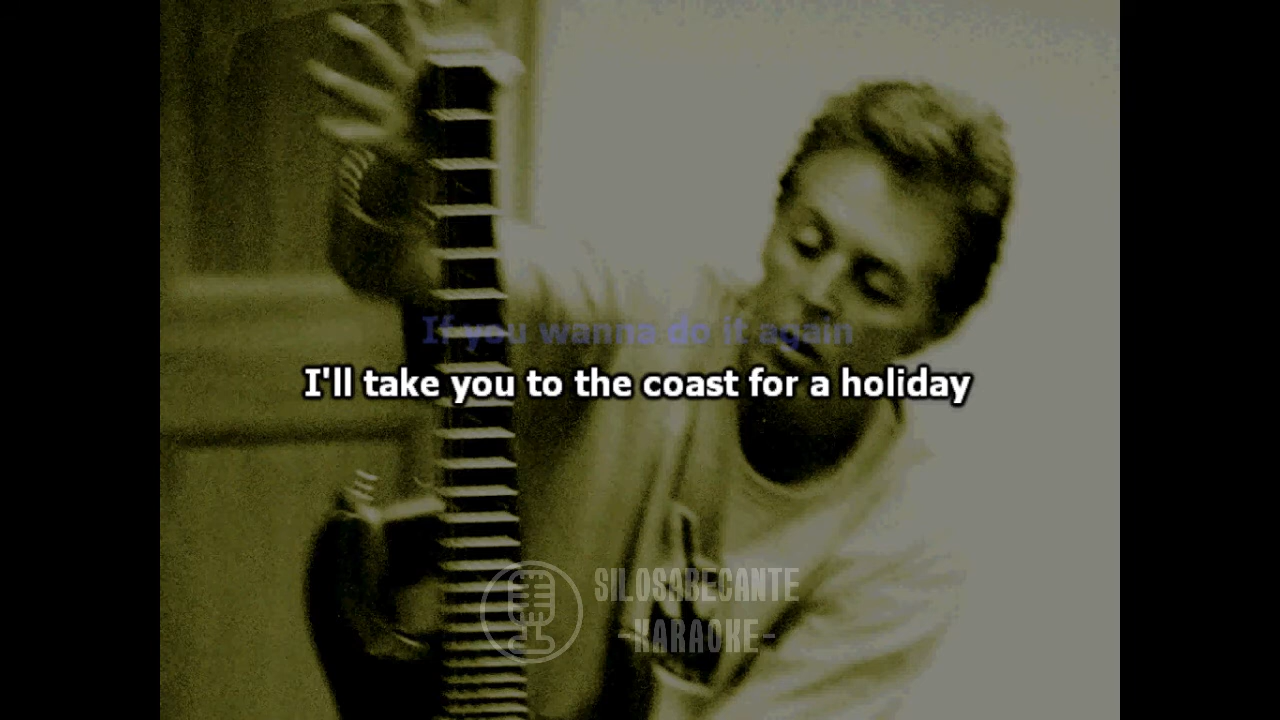 If you wanna do it again
I'll take you to the coast for a holiday
SILOSABECANTE
-KARAOKE-